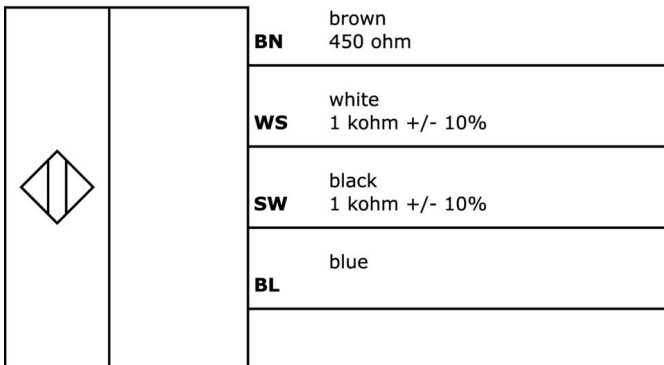 brown
BN 450 ohm
white
WS 1 kohm +/- 10%
black
SW 1 kohm +/- 10%
blue
BL